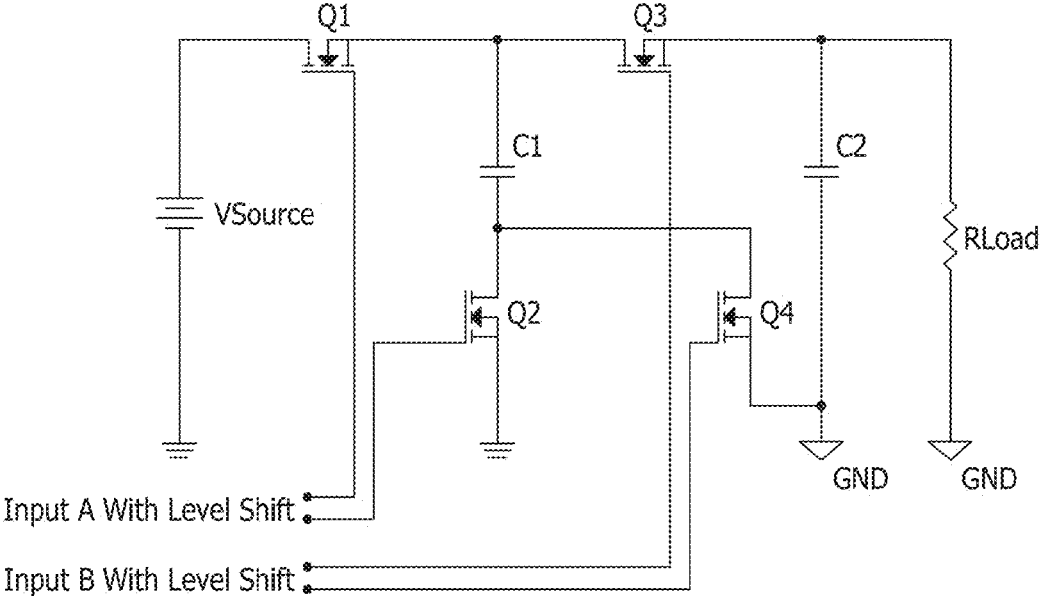 Q1
Q3
C1
C2
VSource
RLoad
Q2
Q4
GND
GND
Input A With Level Shift
Input B With Level Shift